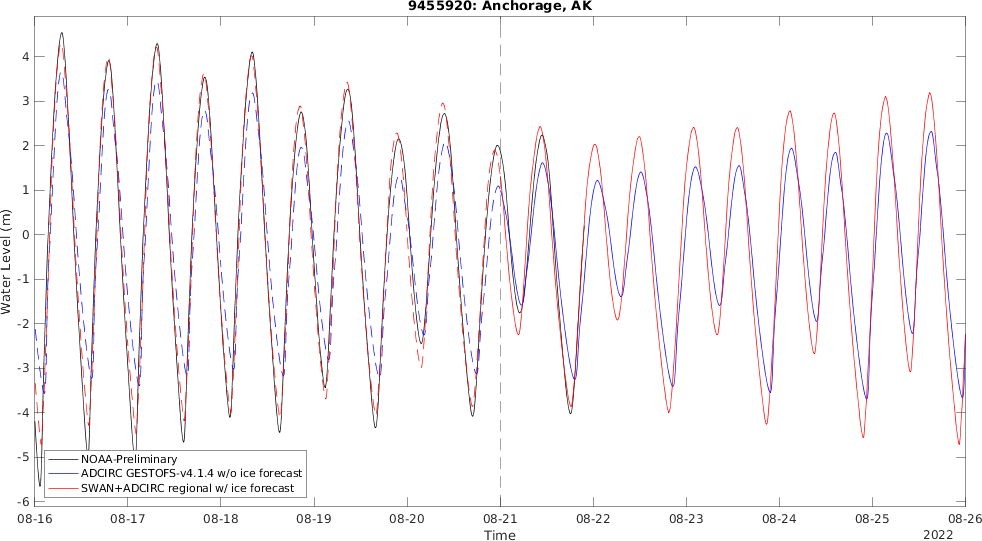 9455920: Anchorage, AK
Water Level (m)
4
3
2
1
0
-1
-2
-3
-4
-5
-6
NOAA-Preliminary
ADCIRC GESTOFS-v4.1.4 w/o ice forecast
SWAN+ADCIRC regional w/ ice forecast
08-16 08-17 08-18 08-19 08-20 08-21 08-22 08-23 08-24 08-25 08-26
Time
2022